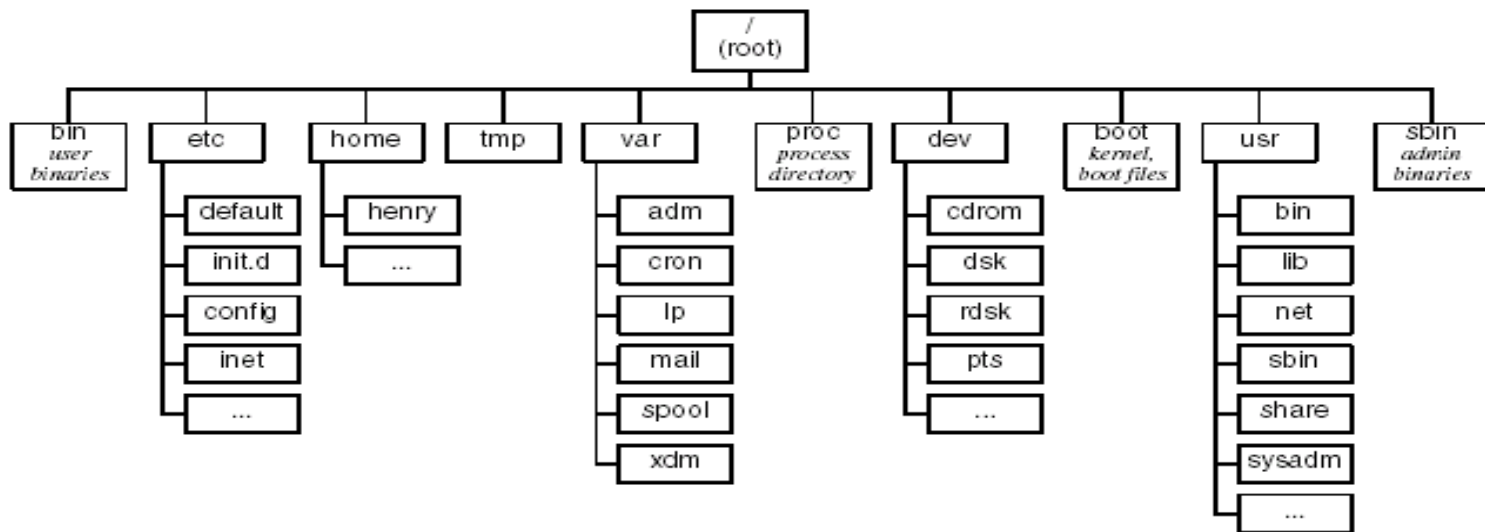 /
(root)
bin
user
binaries
etc
home
tmp
var
proc
process
directory
dev
boot
kernel,
boot files
usr
sbin
admin
binaries
default
init.d
config
inet
...
henry
...
adm
cron
lp
mail
spool
xdm
cdrom
dsk
rdsk
pts
...
bin
lib
net
sbin
share
sysadm
...